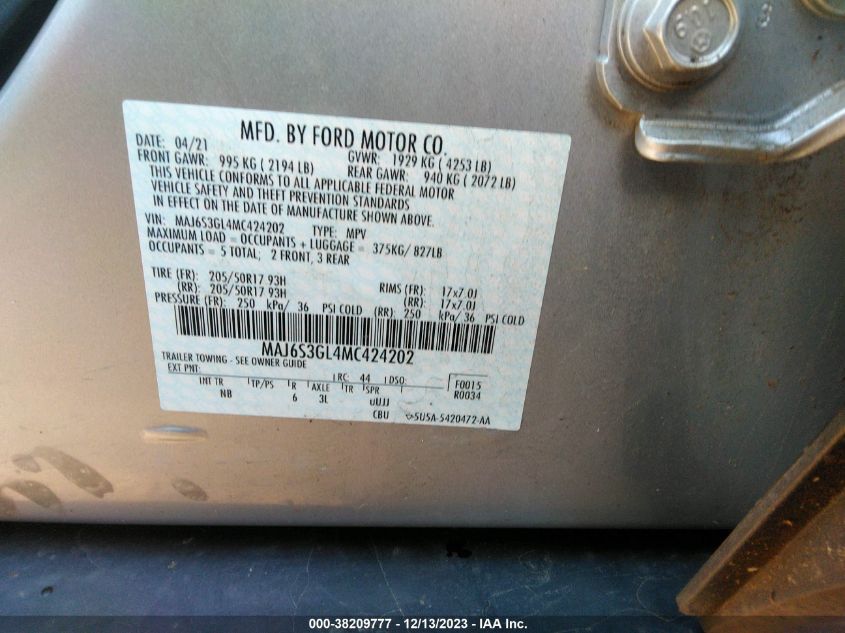 MFD. BY FORD MOTOR CO.
DATE: 04/21 GVWR: 1929 KG ( 4253 LB)
FRONT GAWR: 995 KG ( 2194 LB) REAR GAWR: 940 KG ( 2072 LB)
THIS VEHICLE CONFORMS TO ALL APPLICABLE FEDERAL MOTOR
VEHICLE SAFETY AND THEFT PREVENTION STANDARDS
IN EFFECT ON THE DATE OF MANUFACTURE SHOWN ABOVE.
VIN: MAJ6S3GL4MC424202 TYPE: MPV
MAXIMUM LOAD = OCCUPANTS + LUGGAGE = 375KG/ 827LB
OCCUPANTS = 5 TOTAL; 2 FRONT, 3 REAR
TIRE (FR): 205/50R17 93H RIMS (FR): 17x7.0J
(RR): 205/50R17 93H (RR): 17x7.0J
PRESSURE (FR): 250 kPa/ 36 PSI COLD (RR): 250 kPa/ 36 PSI COLD
MAJ6S3GL4MC424202
TRAILER TOWING - SEE OWNER GUIDE
EXT PNT: RC: 44 DSO: F0015
R0034
INT TR TP/PS R AXLE TR SPR
NB 6 3L UUJJ
CBU 5U5A-5420472-AA
000-38209777 - 12/13/2023 - IAA Inc.